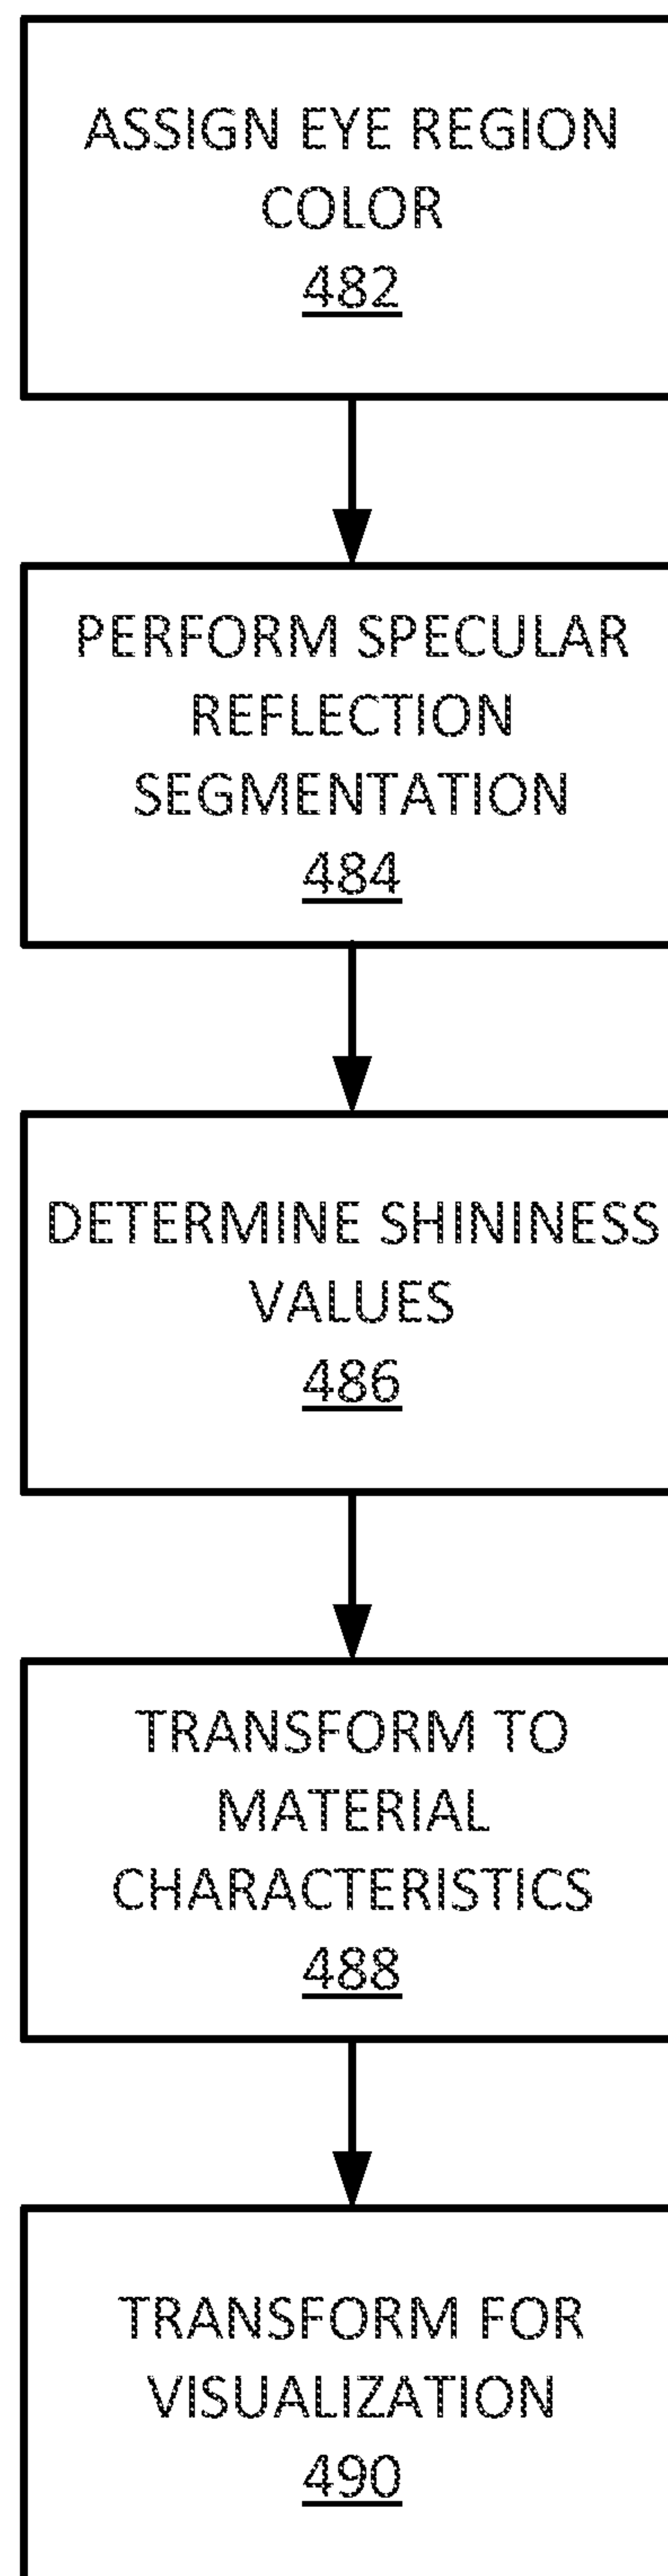 ASSIGN EYE REGION
COLOR
482
PERFORM SPECULAR
REFLECTION
SEGMENTATION
484
DETERMINE SHININESS
VALUES
486
TRANSFORM TO
MATERIAL
CHARACTERISTICS
488
TRANSFORM FOR
VISUALIZATION
490